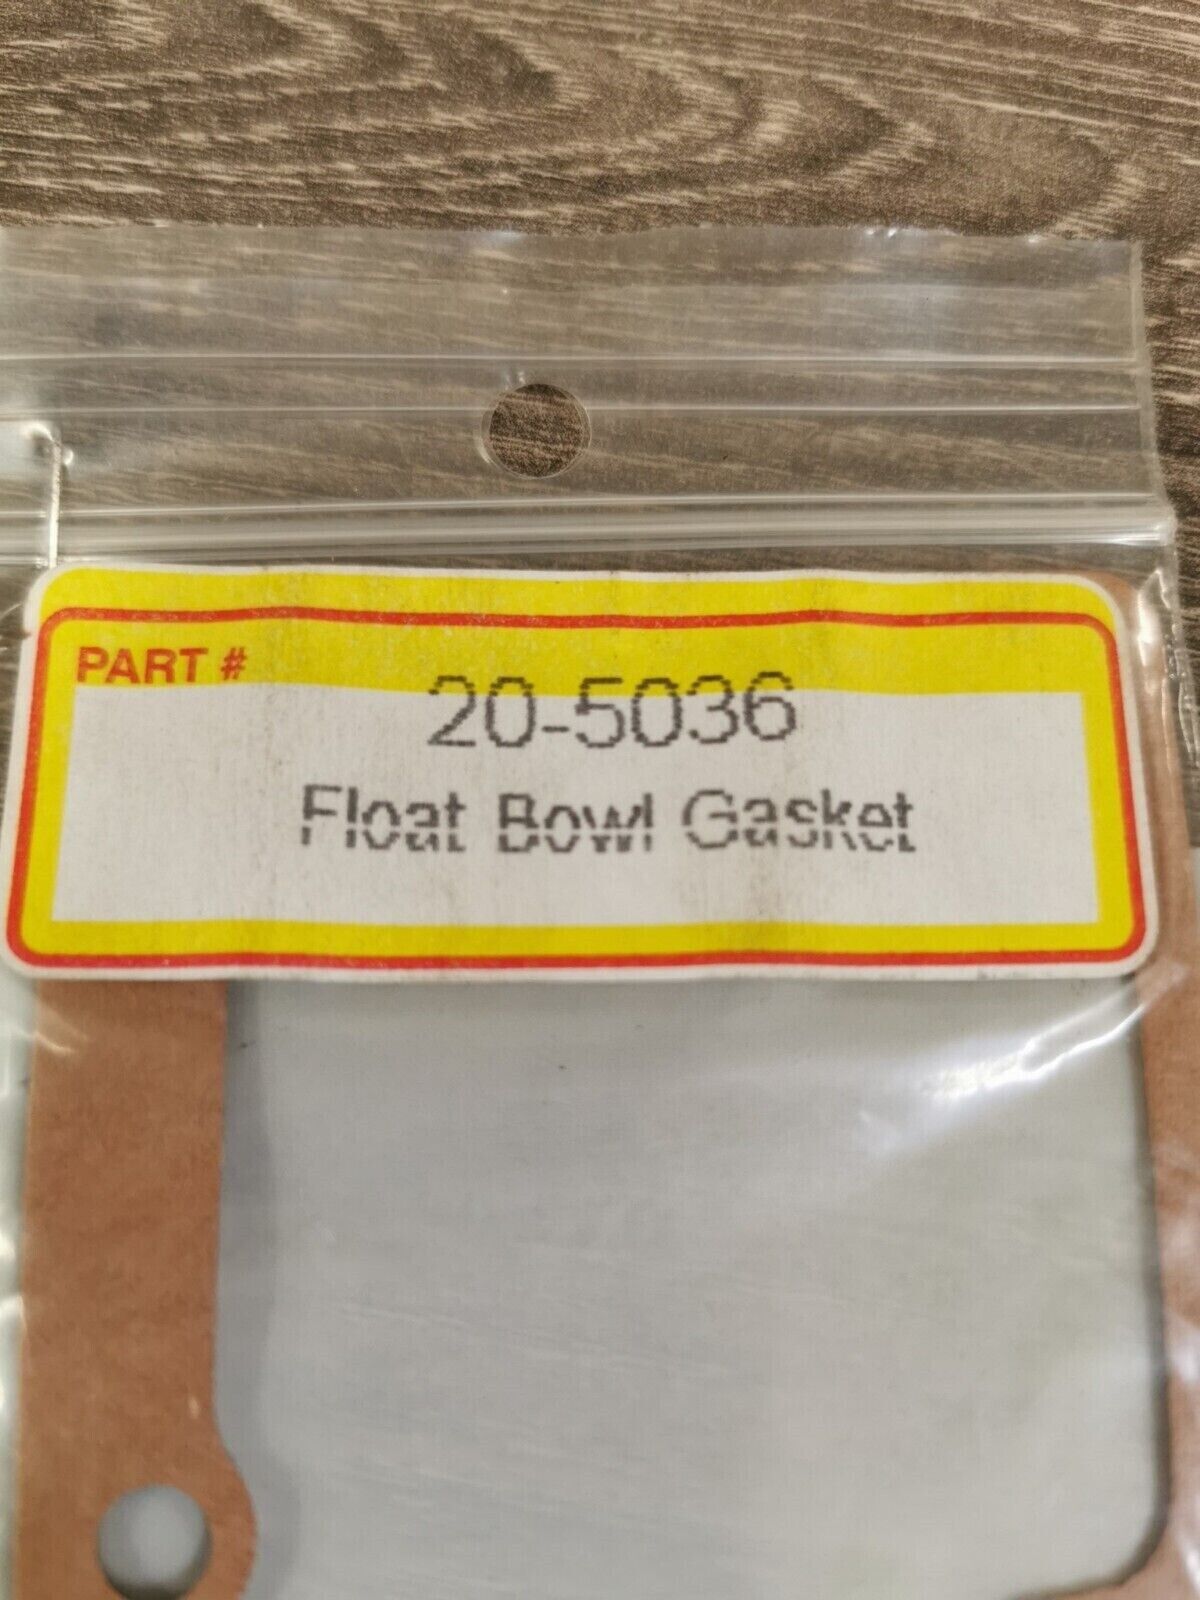 PART #
20-5036
Float Bowl Gasket